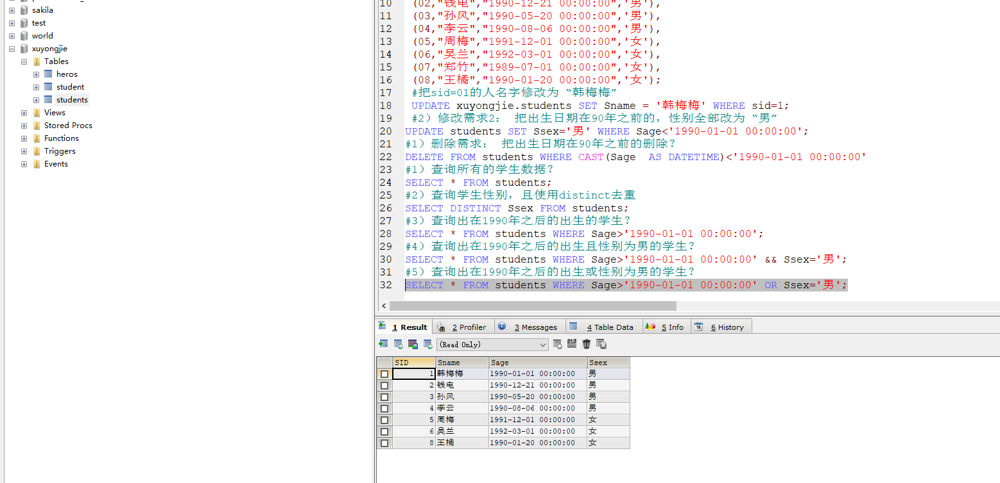 sakila
test
world
xuyongjie
Tables
heros
student
students
Views
Stored Procs
Functions
Triggers
Events
10 (02,"钱电","1990-12-21 00:00:00",'男'),
11 (03,"孙风","1990-05-20 00:00:00",'男'),
12 (04,"李云","1990-08-06 00:00:00",'男'),
13 (05,"周梅","1991-12-01 00:00:00",'女'),
14 (06,"吴兰","1992-03-01 00:00:00",'女'),
15 (07,"郑竹","1989-07-01 00:00:00",'女'),
16 (08,"王橘","1990-01-20 00:00:00",'女');
17 #把sid=01的人名字修改为 “韩梅梅”
18 UPDATE xuyongjie.students SET Sname = '韩梅梅' WHERE sid=1;
19 #2）修改需求2： 把出生日期在90年之前的，性别全部改为 “男”
20 UPDATE students SET Ssex='男' WHERE Sage<'1990-01-01 00:00:00';
21 #1）删除需求： 把出生日期在90年之前的删除？
22 DELETE FROM students WHERE CAST(Sage  AS DATETIME)<'1990-01-01 00:00:00'
23 #1）查询所有的学生数据？
24 SELECT * FROM students;
25 #2）查询学生性别，且使用distinct去重
26 SELECT DISTINCT Ssex FROM students;
27 #3）查询出在1990年之后的出生的学生？
28 SELECT * FROM students WHERE Sage>'1990-01-01 00:00:00';
29 #4）查询出在1990年之后的出生且性别为男的学生？
30 SELECT * FROM students WHERE Sage>'1990-01-01 00:00:00' && Ssex='男';
31 #5）查询出在1990年之后的出生或性别为男的学生？
32 SELECT * FROM students WHERE Sage>'1990-01-01 00:00:00' OR Ssex='男';
1 Result 2 Profiler 3 Messages 4 Table Data 5 Info 6 History
(Read Only)
SID Sname Sage Ssex
1 韩梅梅 1990-01-01 00:00:00 男
2 钱电 1990-12-21 00:00:00 男
3 孙风 1990-05-20 00:00:00 男
4 李云 1990-08-06 00:00:00 男
5 周梅 1991-12-01 00:00:00 女
6 吴兰 1992-03-01 00:00:00 女
8 王橘 1990-01-20 00:00:00 女